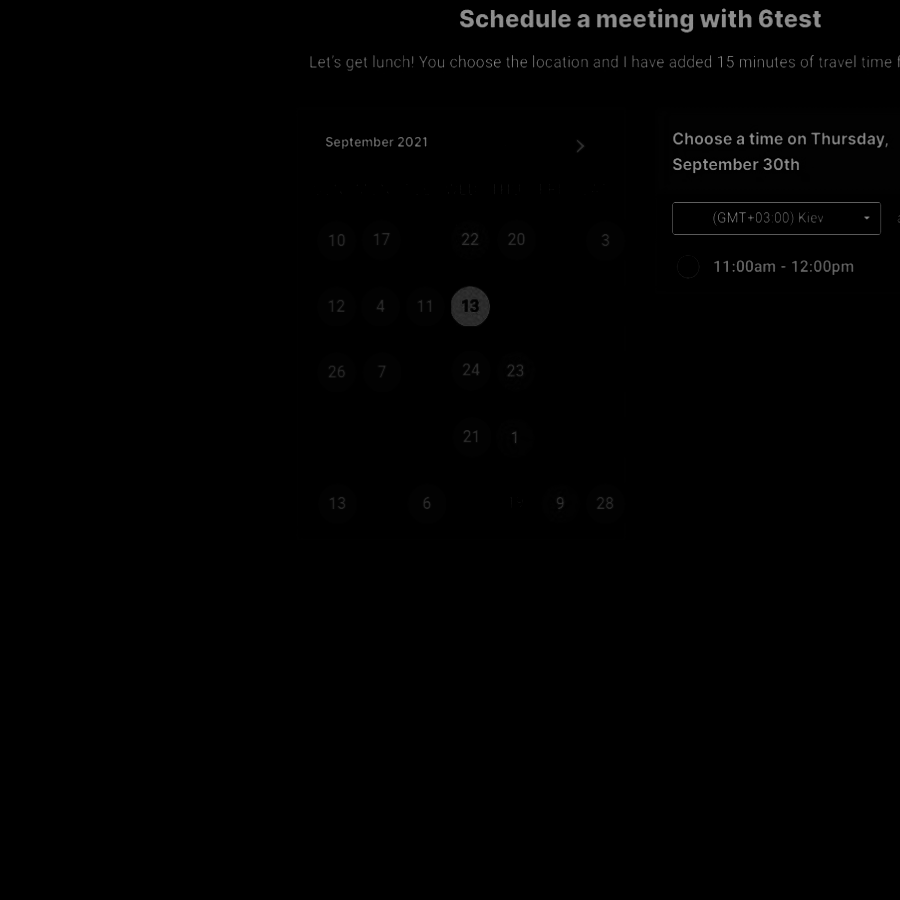 Schedule a meeting with 6test
Let's get lunch! You choose the location and I have added 15 minutes of travel time
September 2021
Choose a time on Thursday,
September 30th
(GMT+03:00) Kiev
10 17 22 20 3
11:00am - 12:00pm
12 4 11 13
26 7 24 23
21 1
13 6 9 28